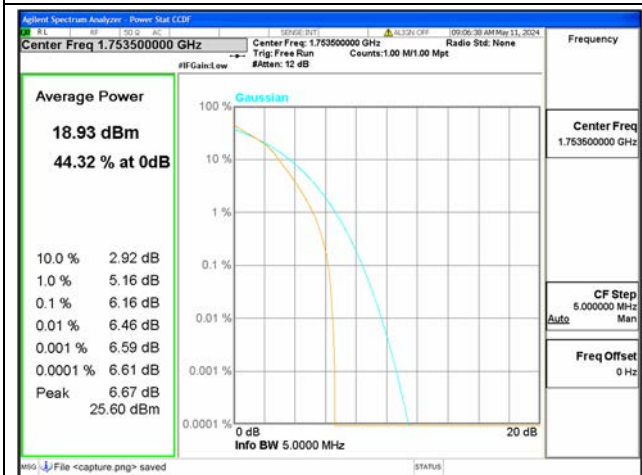 Agilent Spectrum Analyzer - Power Stat CCDF
RL RF 50 Ω AC SENSE:INT ALIGN OFF 09:06:38 AM May 11, 2024
Center Freq 1.753500000 GHz
Center Freq: 1.753500000 GHz Radio Std: None
Trig: Free Run Counts:1.00 M/1.00 Mpt
#IFGain:Low #Atten: 12 dB
Frequency
Average Power
18.93 dBm
44.32 % at 0dB
10.0 % 2.92 dB
1.0 % 5.16 dB
0.1 % 6.16 dB
0.01 % 6.46 dB
0.001 % 6.59 dB
0.0001 % 6.61 dB
Peak 6.67 dB
25.60 dBm
Gaussian
100 %
10 %
1 %
0.1 %
0.01 %
0.001 %
0.0001 %
0 dB 20 dB
Info BW 5.0000 MHz
Center Freq
1.753500000 GHz
CF Step
5.000000 MHz
Auto Man
Freq Offset
0 Hz
MSG File <capture.png> saved STATUS